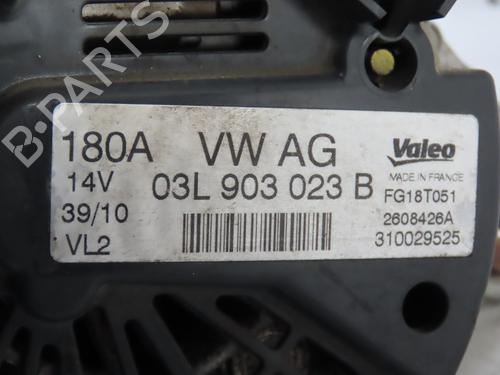 B-PARTS
180A VW AG
14V 03L 903 023 B
39/10
VL2
Valeo
MADE IN FRANCE
FG18T051
2608426A
310029525